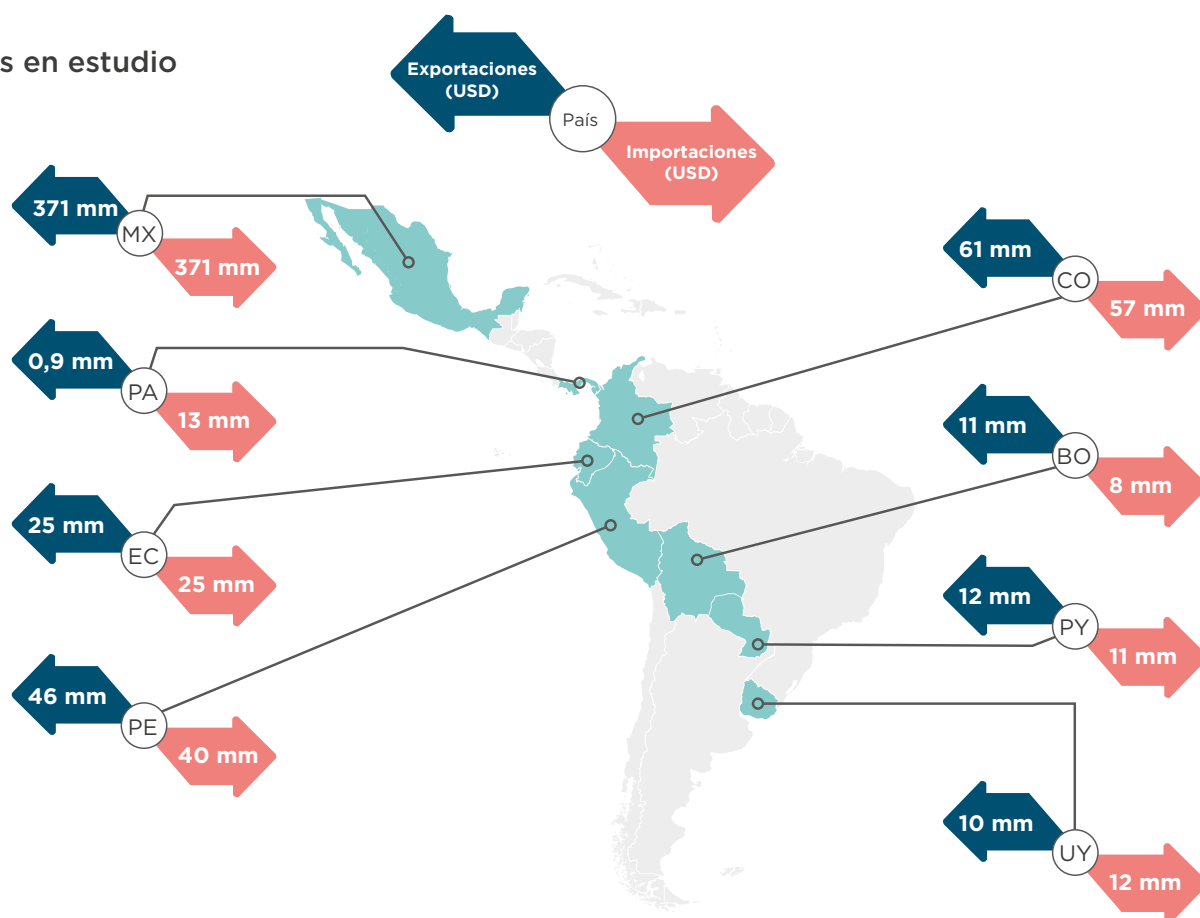 s en estudio
Exportaciones
(USD)
País
Importaciones
(USD)
371 mm
MX
371 mm
0,9 mm
PA
13 mm
25 mm
EC
25 mm
46 mm
PE
40 mm
61 mm
CO
57 mm
11 mm
BO
8 mm
12 mm
PY
11 mm
10 mm
UY
12 mm